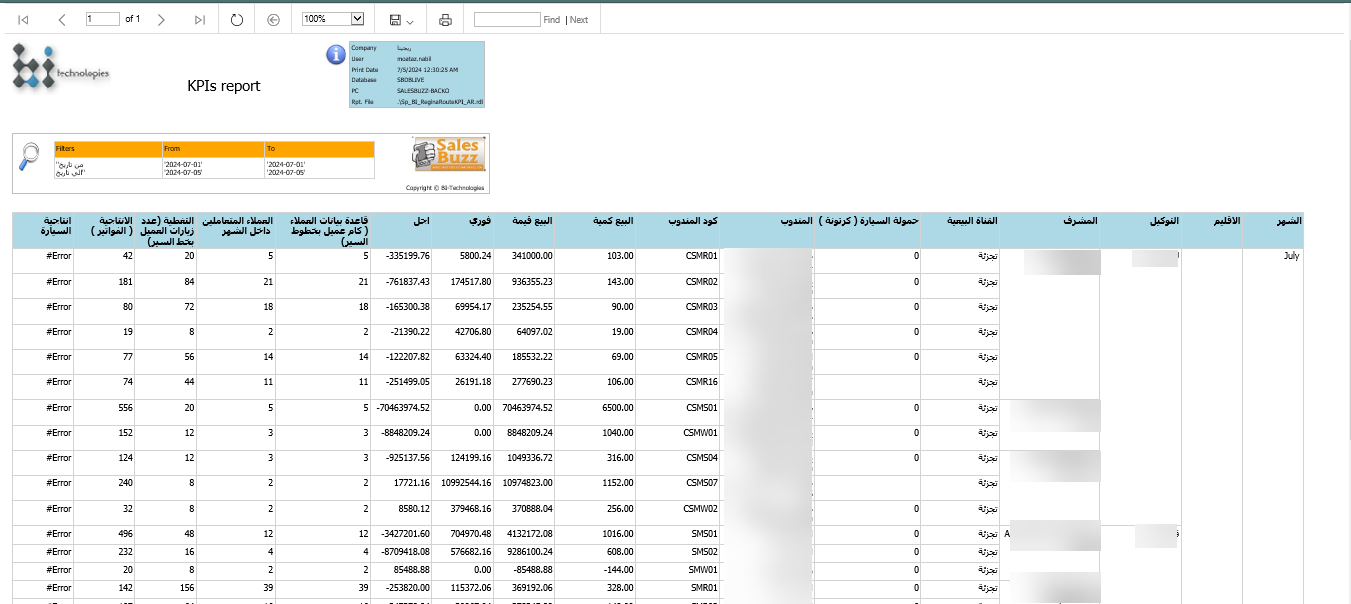 1 of 1 100% Find | Next
bi technologies
KPIs report
Company ريجينا
User moataz.nabil
Print Date 7/5/2024 12:30:25 AM
Database SBDBLIVE
PC SALESBUZZ-BACKO
Rpt. File .\Sp_BI_ReginaRouteKPI_AR.rdl
Filters From To
"من تاريخ '2024-07-01' '2024-07-01'
"الي تاريخ '2024-07-05' '2024-07-05'
Sales Buzz
Copyright © BI-Technologies
الشهر الاقليم التوكيل المشرف القناة البيعية حمولة السيارة ( كرتونة ) المندوب كود المندوب البيع كمية البيع قيمة فوري اجل قاعدة بيانات العملاء ( كام عميل بخطوط السير) العملاء المتعاملين داخل الشهر التغطية (عدد زيارات العميل بخط السير) الانتاجية ( الفواتير ) انتاجية السيارة
July تجزئة 0 CSMR01 103.00 341000.00 5800.24 -335199.76 5 5 20 42 #Error
تجزئة 0 CSMR02 143.00 936355.23 174517.80 -761837.43 21 21 84 181 #Error
تجزئة 0 CSMR03 90.00 235254.55 69954.17 -165300.38 18 18 72 80 #Error
تجزئة 0 CSMR04 19.00 64097.02 42706.80 -21390.22 2 2 8 19 #Error
تجزئة 0 CSMR05 69.00 185532.22 63324.40 -122207.82 14 14 56 77 #Error
تجزئة CSMR16 106.00 277690.23 26191.18 -251499.05 11 11 44 74 #Error
تجزئة 0 CSMS01 6500.00 70463974.52 0.00 -70463974.52 5 5 20 556 #Error
تجزئة 0 CSMW01 1040.00 8848209.24 0.00 -8848209.24 3 3 12 152 #Error
تجزئة 0 CSMS04 316.00 1049336.72 124199.16 -925137.56 3 3 12 124 #Error
تجزئة CSMS07 1152.00 10974823.00 10992544.16 17721.16 2 2 8 240 #Error
تجزئة 0 CSMW02 256.00 370888.04 379468.16 8580.12 2 2 8 32 #Error
A تجزئة 0 SMS01 1016.00 4132172.08 704970.48 -3427201.60 12 12 48 496 #Error
تجزئة 0 SMS02 608.00 9286100.24 576682.16 -8709418.08 4 4 16 232 #Error
تجزئة 0 SMW01 -144.00 -85488.88 0.00 85488.88 2 2 8 20 #Error
تجزئة 0 SMR01 328.00 369192.06 115372.06 -253820.00 39 39 156 142 #Error